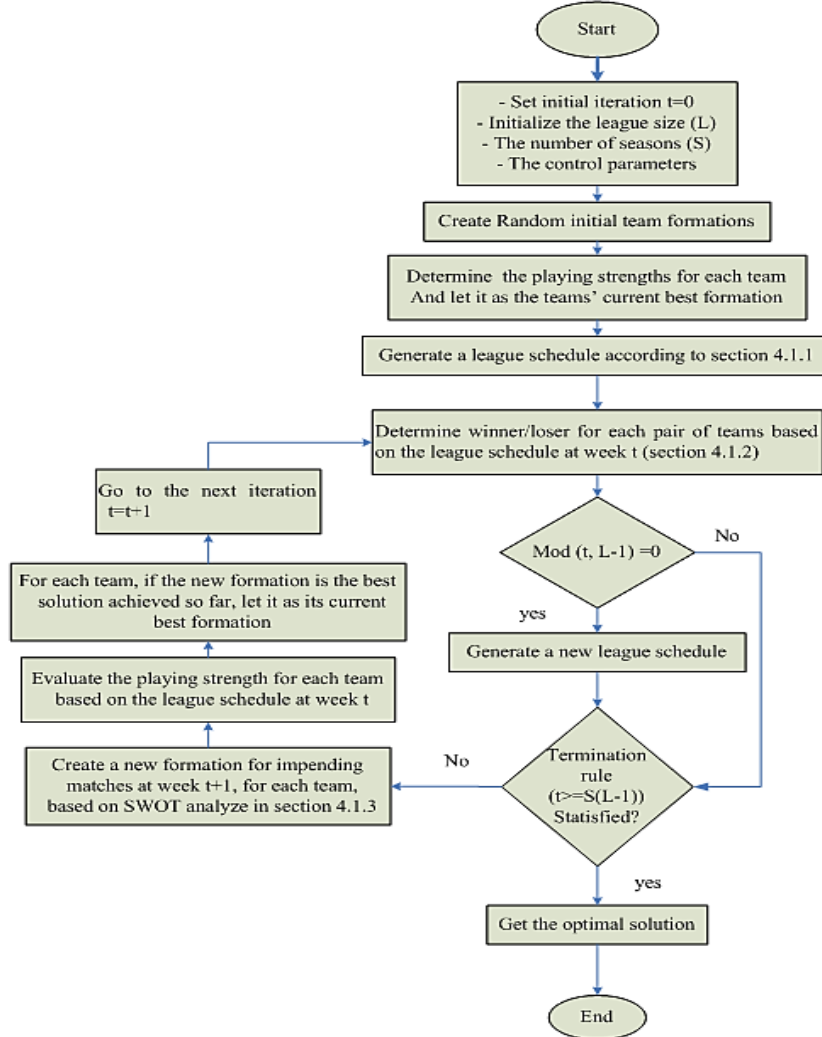 Start
- Set initial iteration t=0
- Initialize the league size (L)
- The number of seasons (S)
- The control parameters
Create Random initial team formations
Determine the playing strengths for each team
And let it as the teams' current best formation
Generate a league schedule according to section 4.1.1
Determine winner/loser for each pair of teams based
on the league schedule at week t (section 4.1.2)
Mod (t, L-1) =0
No
yes
Generate a new league schedule
Termination
rule
(t>=S(L-1))
Statisfied?
No
yes
Create a new formation for impending
matches at week t+1, for each team,
based on SWOT analyze in section 4.1.3
Evaluate the playing strength for each team
based on the league schedule at week t
For each team, if the new formation is the best
solution achieved so far, let it as its current
best formation
Go to the next iteration
t=t+1
Get the optimal solution
End